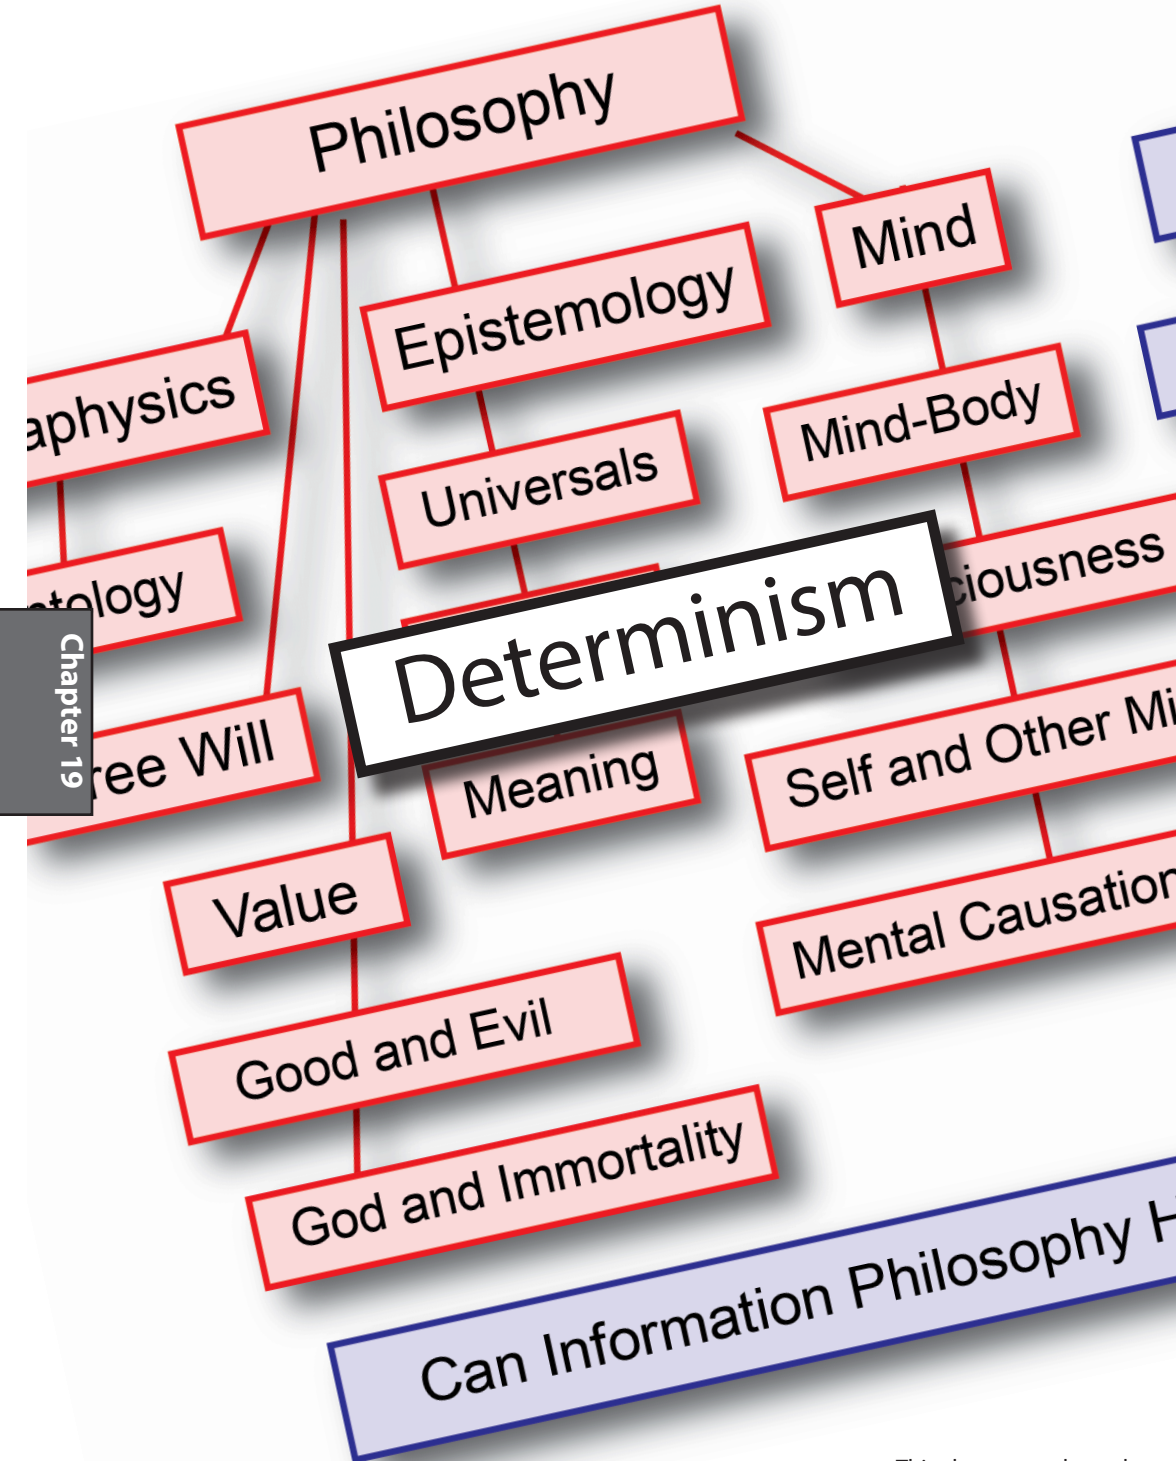 Philosophy
Mind
Epistemology
aphysics
Mind-Body
Universals
ciousness
tology
Determinism
Chapter 19
ree Will
Meaning
Self and Other Mi
Value
Mental Causation
Good and Evil
God and Immortality
Can Information Philosophy H